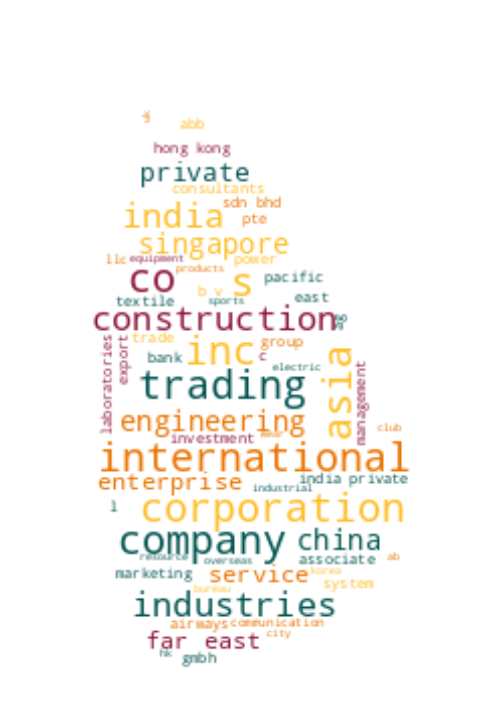 abb
hong kong
private
consultants
sdn bhd
india pte
singapore
llc equipment power
products
co s pacific
b v
textile sports east
construction
laboratories export trade inc group asia management
bank c
electric
trading
engineering club
investment wear
international
enterprise india private
industrial
l corporation
company china
resource overseas associate ab
marketing service korea
system
bureau
industries
airways communication
far east city
hk gmbh